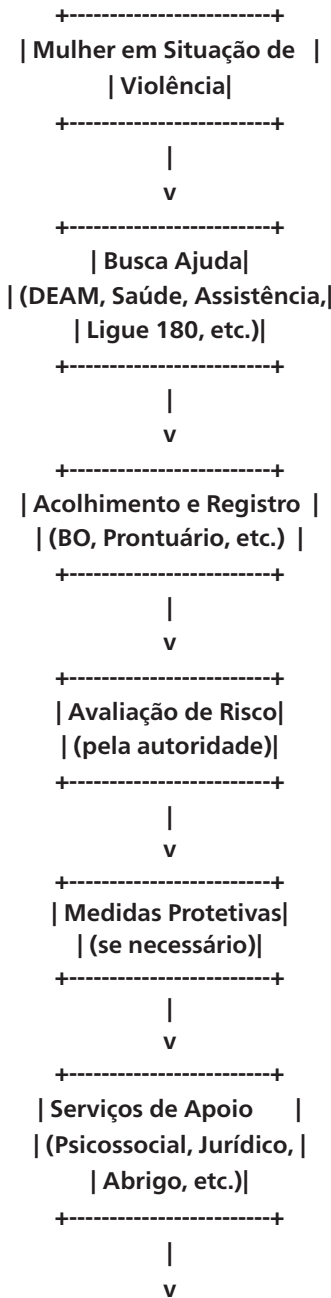 +-------------------------+
| Mulher em Situação de |
| Violência|
+-------------------------+
|
v
+-------------------------+
| Busca Ajuda|
| (DEAM, Saúde, Assistência,|
| Ligue 180, etc.)|
+-------------------------+
|
v
+-------------------------+
| Acolhimento e Registro |
| (BO, Prontuário, etc.) |
+-------------------------+
|
v
+-------------------------+
| Avaliação de Risco|
| (pela autoridade)|
+-------------------------+
|
v
+-------------------------+
| Medidas Protetivas|
| (se necessário)|
+-------------------------+
|
v
+-------------------------+
| Serviços de Apoio |
| (Psicossocial, Jurídico, |
| Abrigo, etc.)|
+-------------------------+
|
v